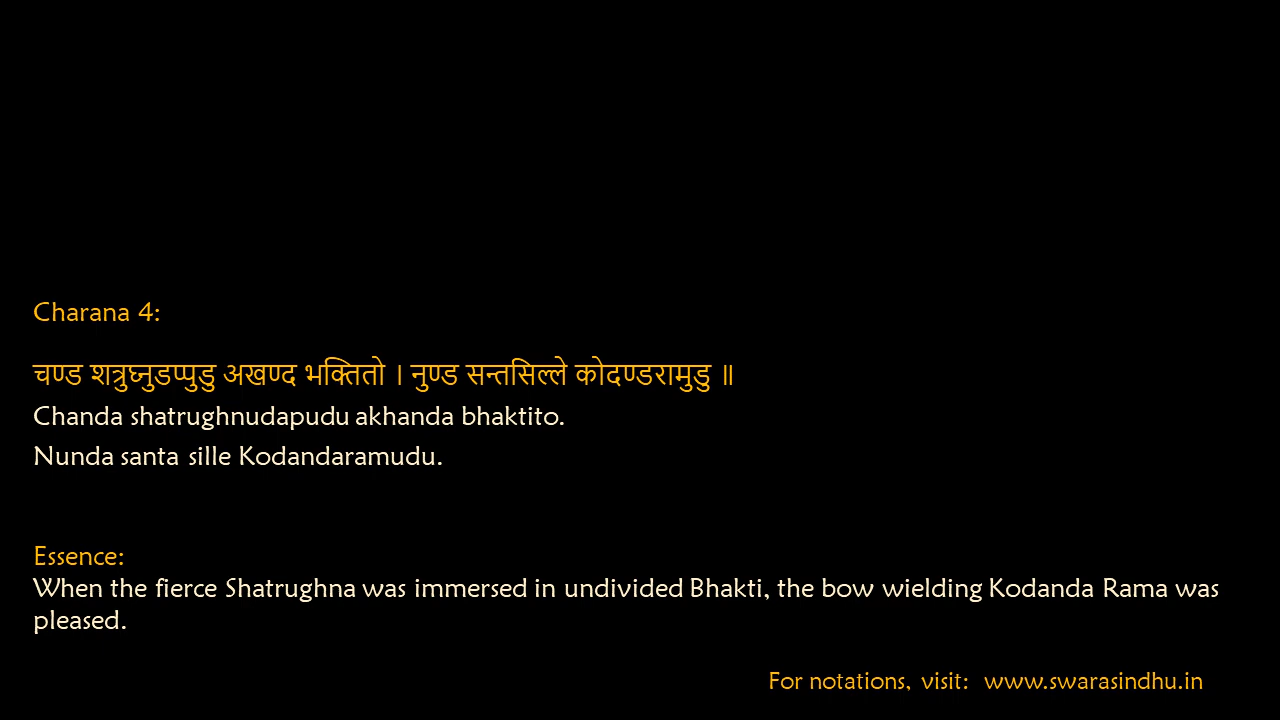 Charana 4:
चण्ड शत्रुघ्नुडप्पुडु अखण्द भक्तितो । नुण्ड सन्तसिल्ले कोदण्डरामुडु ॥
Chanda shatrughnudapudu akhanda bhaktito.
Nunda santa sille Kodandaramudu.
Essence:
When the fierce Shatrughna was immersed in undivided Bhakti, the bow wielding Kodanda Rama was
pleased.
For notations, visit: www.swarasindhu.in